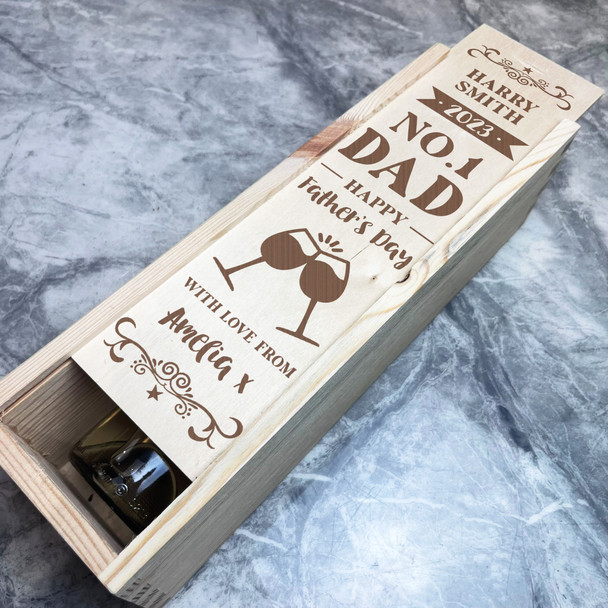 HARRY
SMITH
2023
NO.1
DAD
HAPPY
Father's Day
WITH LOVE FROM
Amelia x